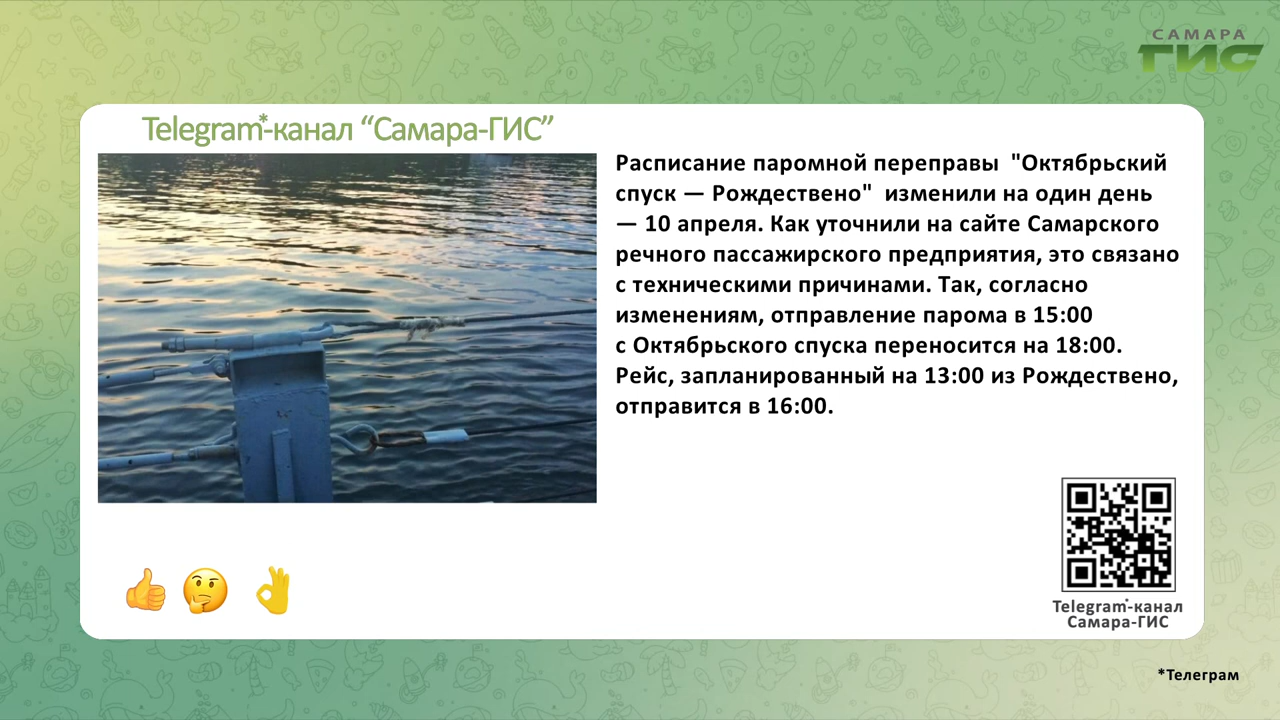 САМАРА
ГИС
Telegram*-канал “Самара-ГИС”
Расписание паромной переправы "Октябрьский
спуск — Рождествено" изменили на один день
— 10 апреля. Как уточнили на сайте Самарского
речного пассажирского предприятия, это связано
с техническими причинами. Так, согласно
изменениям, отправление парома в 15:00
с Октябрьского спуска переносится на 18:00.
Рейс, запланированный на 13:00 из Рождествено,
отправится в 16:00.
Telegram*-канал
Самара-ГИС
*Телеграм